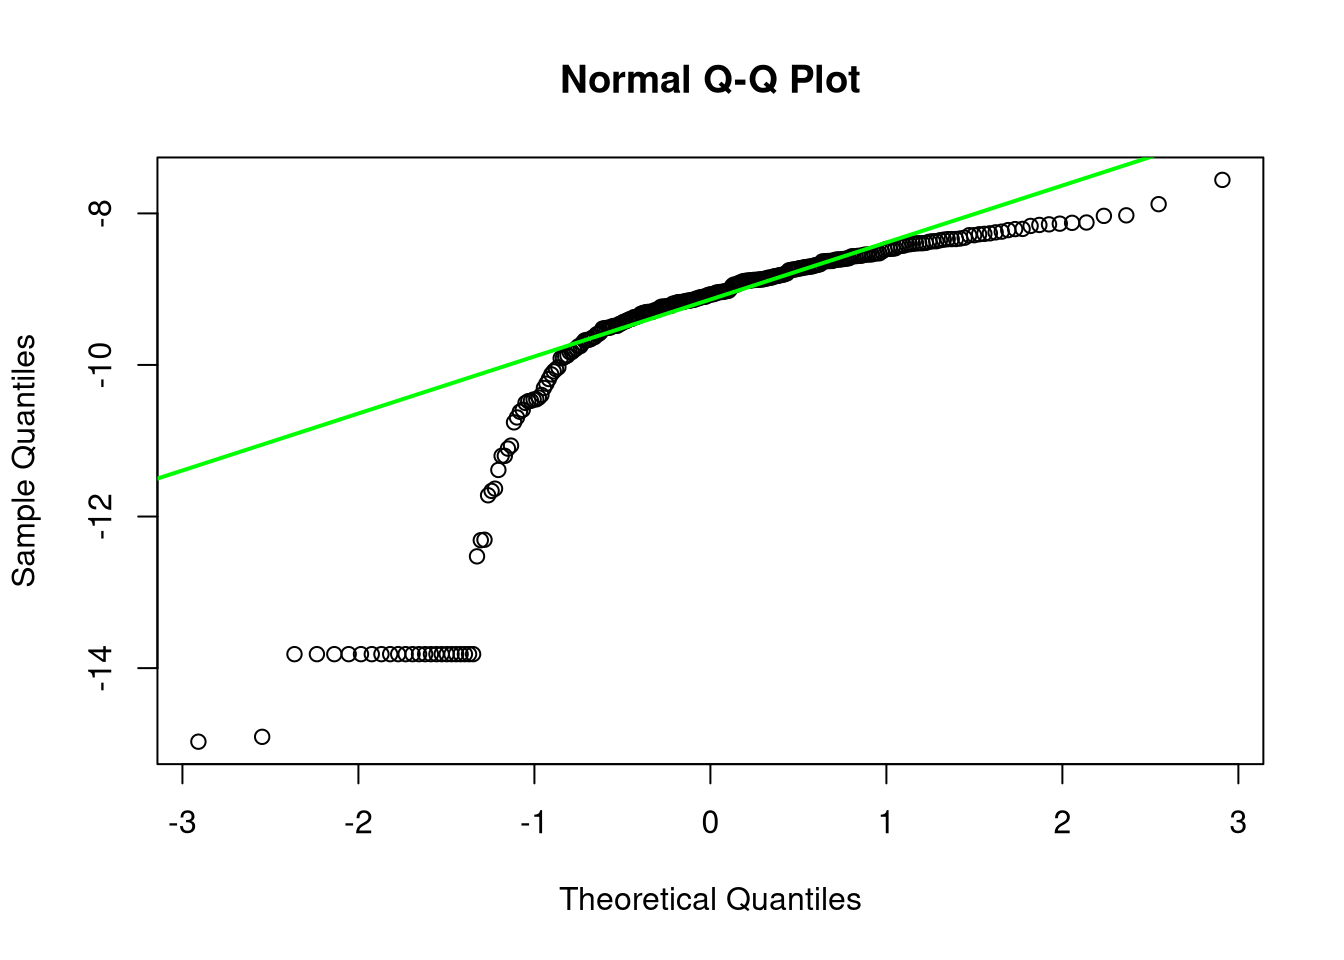 Normal Q-Q Plot
Sample Quantiles
-8
-10
-12
-14
-3 -2 -1 0 1 2 3
Theoretical Quantiles